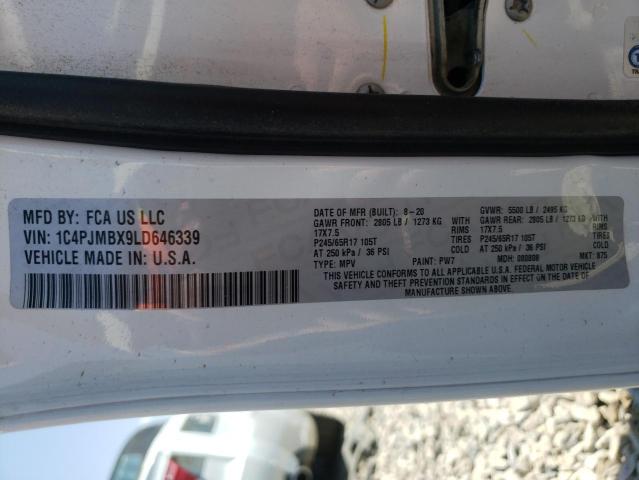 MFD BY: FCA US LLC
VIN: 1C4PJMBX9LD646339
VEHICLE MADE IN: U.S.A.
DATE OF MFR (BUILT): 8-20
GAWR FRONT: 2805 LB / 1273 KG WITH
17X7.5 RIMS
P245/65R17 105T TIRES
AT 250 kPa / 36 PSI COLD
TYPE: MPV PAINT: PW7
GVWR: 5500 LB / 2495 KG
GAWR REAR: 2805 LB / 1273 KG WITH
17X7.5 RIMS
P245/65R17 105T TIRES
AT 250 kPa / 36 PSI COLD
MDH: 080808 MKT: 875
THIS VEHICLE CONFORMS TO ALL APPLICABLE U.S.A. FEDERAL MOTOR VEHICLE
SAFETY AND THEFT PREVENTION STANDARDS IN EFFECT ON THE DATE OF
MANUFACTURE SHOWN ABOVE.